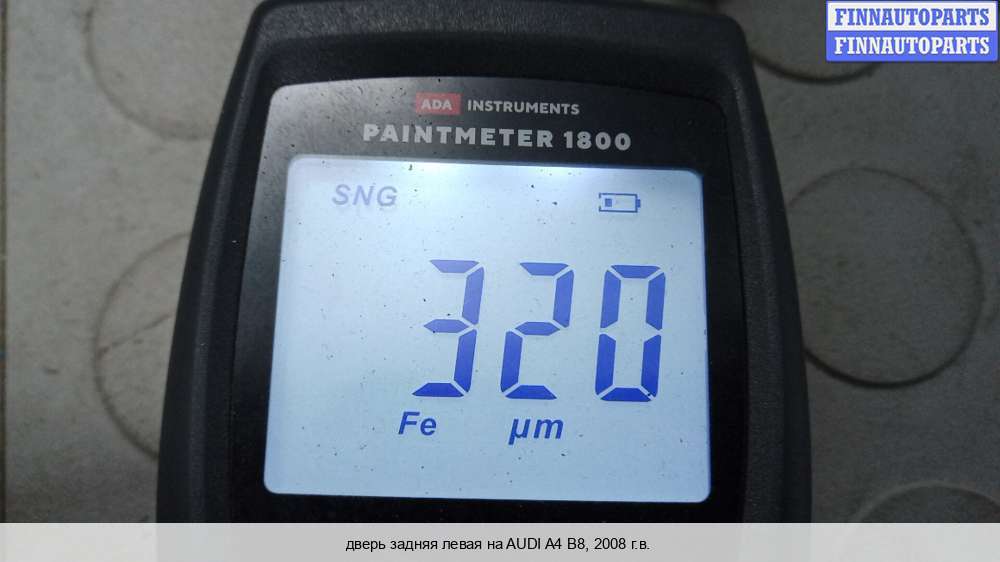 FINNAUTOPARTS
FINNAUTOPARTS
ADA INSTRUMENTS
PAINTMETER 1800
SNG
320
Fe µm
дверь задняя левая на AUDI A4 B8, 2008 г.в.